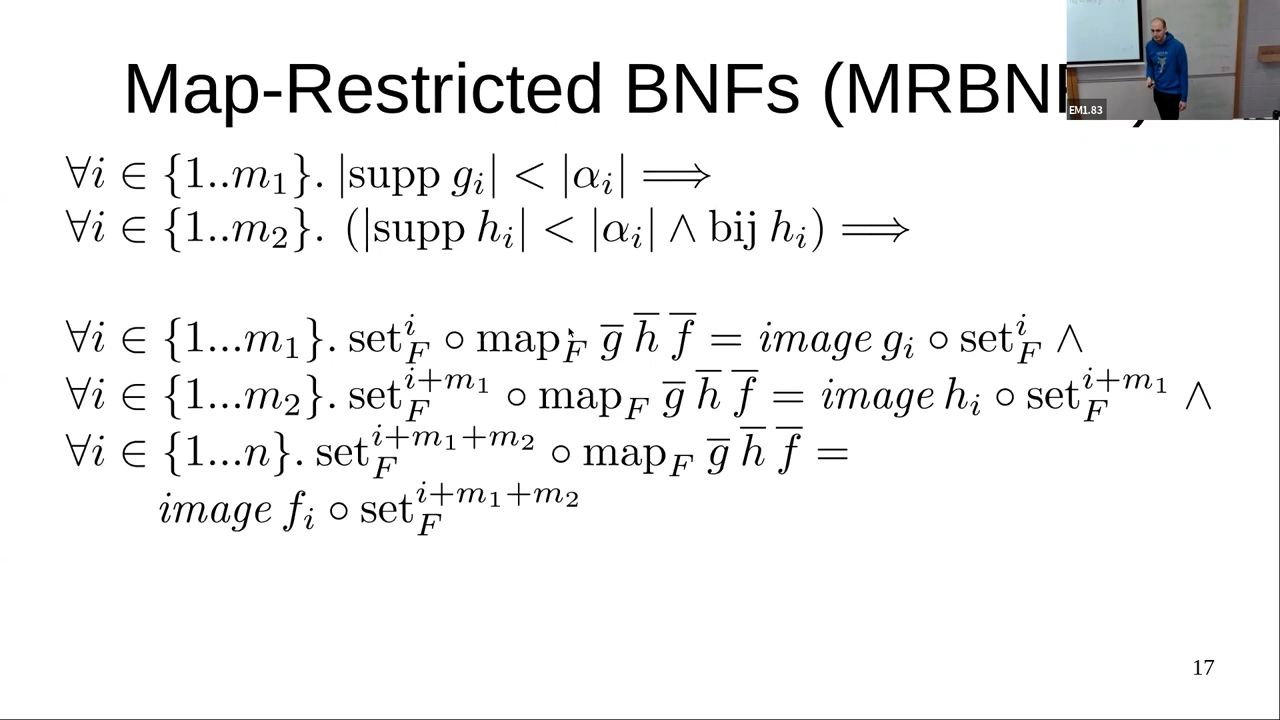 Map-Restricted BNFs (MRBNF
EM1.83
∀i ∈ {1..m₁}. |supp gᵢ| < |αᵢ| ⟹
∀i ∈ {1..m₂}. (|supp hᵢ| < |αᵢ| ∧ bij hᵢ) ⟹
∀i ∈ {1...m₁}. set_F^i ∘ map_F g̅ h̅ f̅ = image gᵢ ∘ set_F^i ∧
∀i ∈ {1...m₂}. set_F^{i+m₁} ∘ map_F g̅ h̅ f̅ = image hᵢ ∘ set_F^{i+m₁} ∧
∀i ∈ {1...n}. set_F^{i+m₁+m₂} ∘ map_F g̅ h̅ f̅ =
image fᵢ ∘ set_F^{i+m₁+m₂}
17